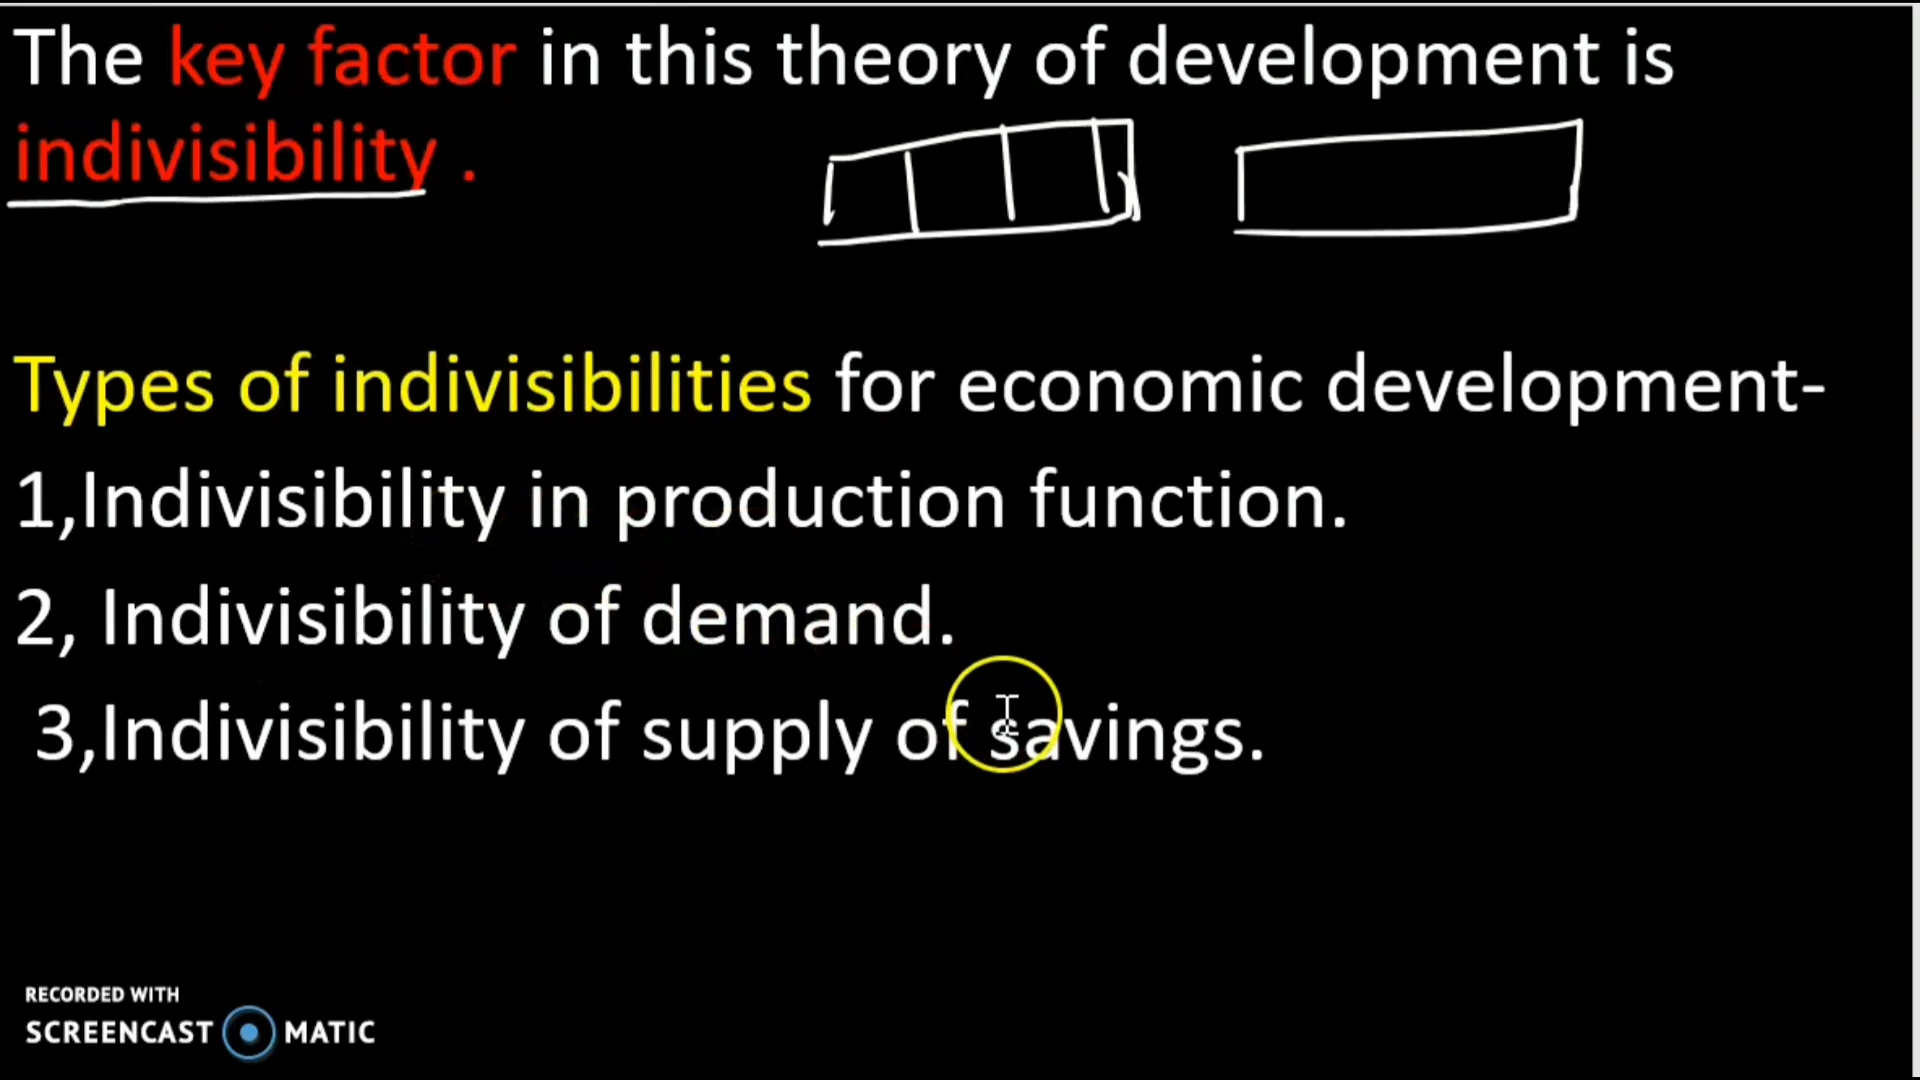 The key factor in this theory of development is
indivisibility .
Types of indivisibilities for economic development-
1,Indivisibility in production function.
2, Indivisibility of demand.
3,Indivisibility of supply of savings.
RECORDED WITH
SCREENCAST MATIC